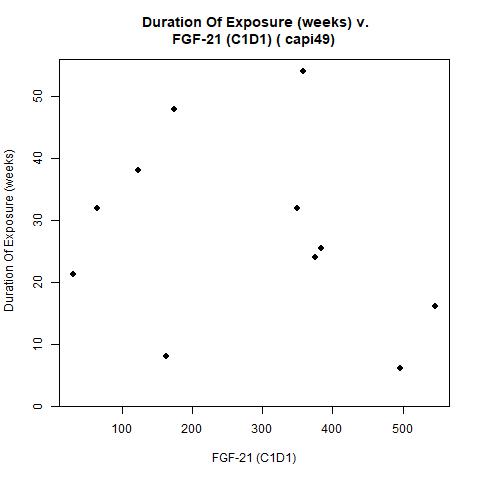 Duration Of Exposure (weeks) v.
FGF-21 (C1D1) ( capi49)
Duration Of Exposure (weeks)
50
40
30
20
10
0
100 200 300 400 500
FGF-21 (C1D1)